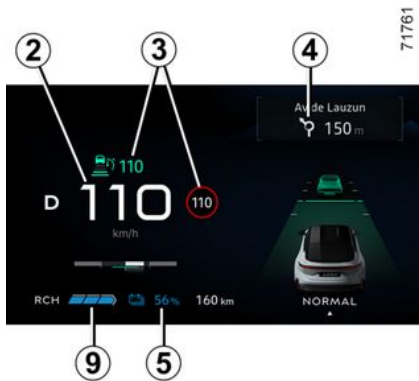 71761
2
3
4
Av de Lauzun
150 m
110
D
110
110
km/h
RCH
56%
160 km
NORMAL
9
5